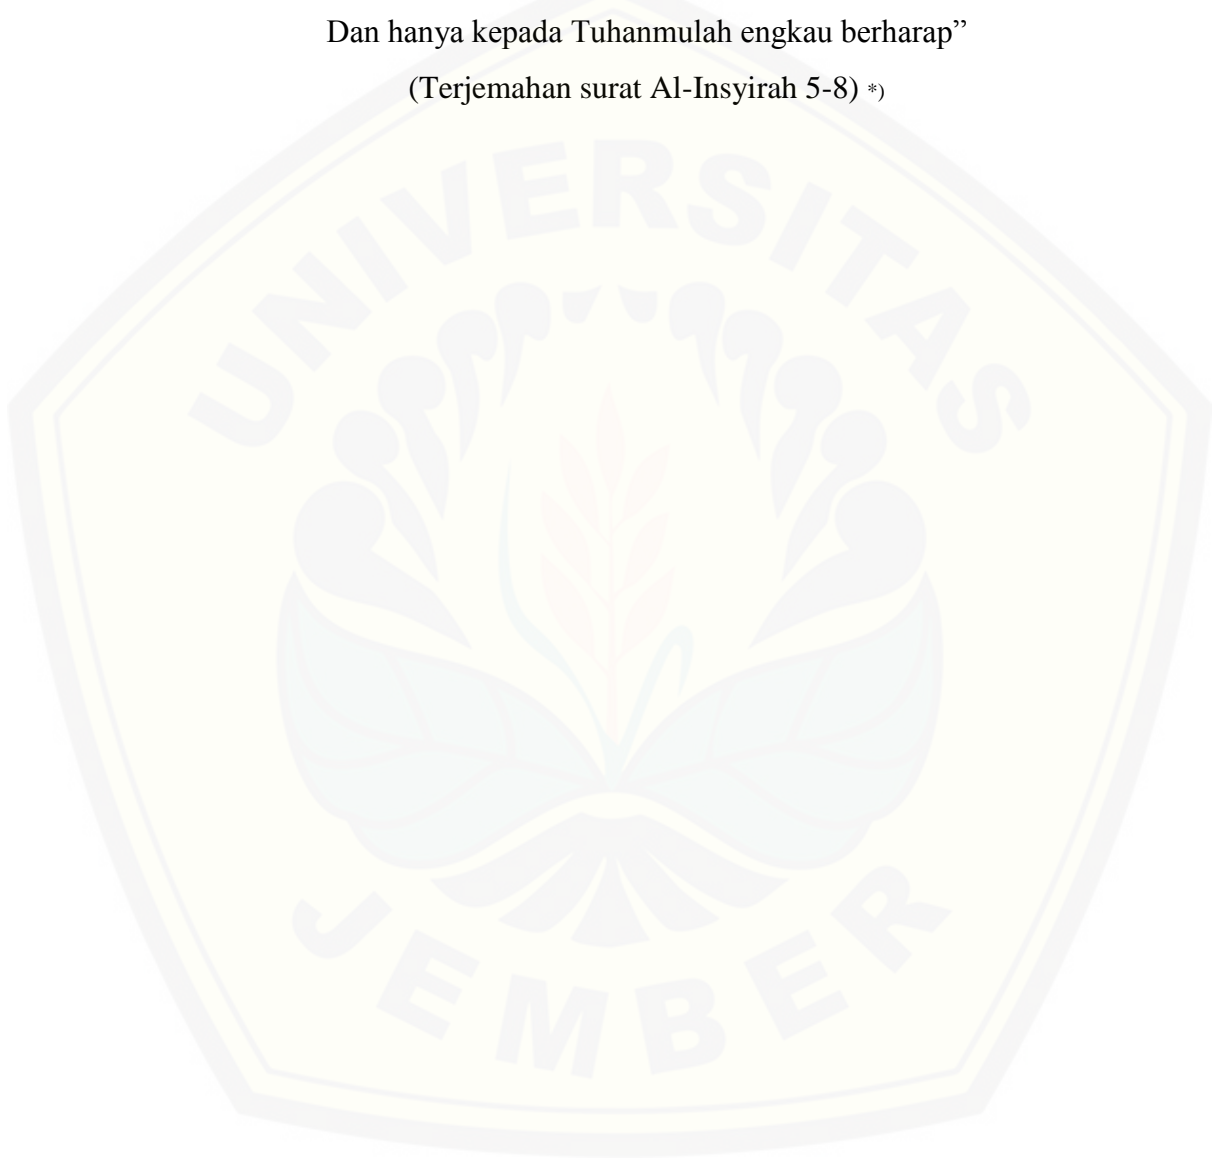 Dan hanya kepada Tuhanmulah engkau berharap”
(Terjemahan surat Al-Insyirah 5-8) *)
UNIVERSITAS
JEMBER